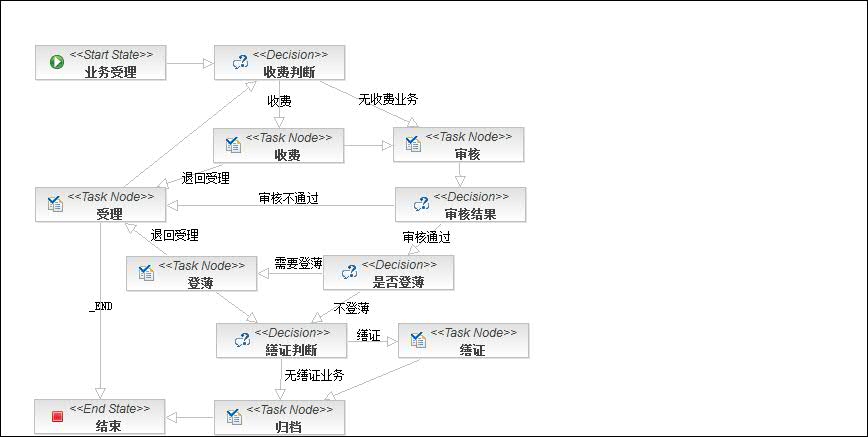 <<Start State>>
业务受理
<<Decision>>
收费判断
收费
无收费业务
<<Task Node>>
收费
<<Task Node>>
审核
退回受理
<<Task Node>>
受理
审核不通过
<<Decision>>
审核结果
退回受理
审核通过
<<Task Node>>
登薄
需要登薄
<<Decision>>
是否登薄
_END
不登薄
<<Decision>>
缮证判断
缮证
<<Task Node>>
缮证
无缮证业务
<<End State>>
结束
<<Task Node>>
归档